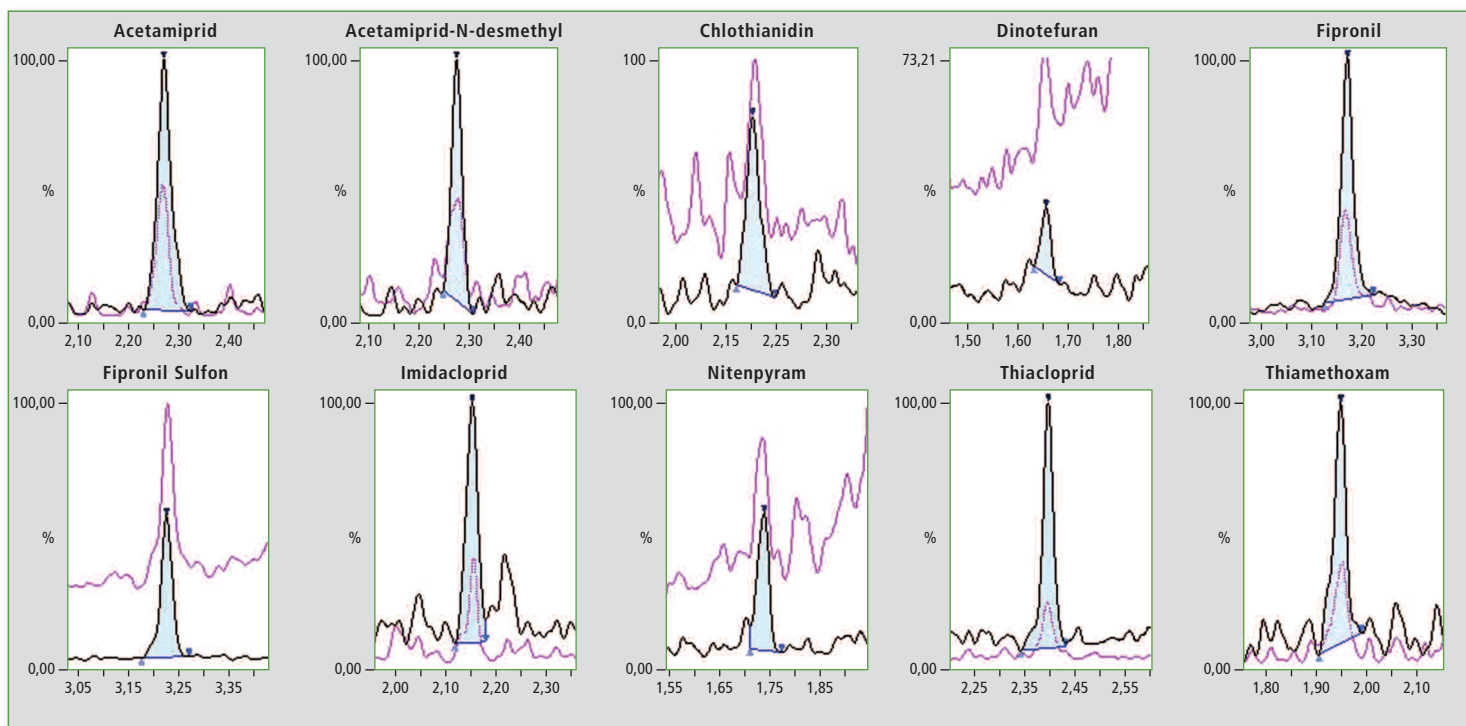 Acetamiprid
100,00
%
0,00
2,10 2,20 2,30 2,40
Acetamiprid-N-desmethyl
100,00
%
0,00
2,10 2,20 2,30 2,40
Chlothianidin
100
%
0,0
2,00 2,15 2,25 2,30
Dinotefuran
73,21
%
0,00
1,50 1,60 1,70 1,80
Fipronil
100,00
%
0,00
3,00 3,10 3,20 3,30
Fipronil Sulfon
100,00
%
0,00
3,05 3,15 3,25 3,35
Imidacloprid
100,00
%
0,00
2,00 2,10 2,20 2,30
Nitenpyram
100,00
%
0,00
1,55 1,65 1,75 1,85
Thiacloprid
100,00
%
0,00
2,25 2,35 2,45 2,55
Thiamethoxam
100,00
%
0,00
1,80 1,90 2,00 2,10